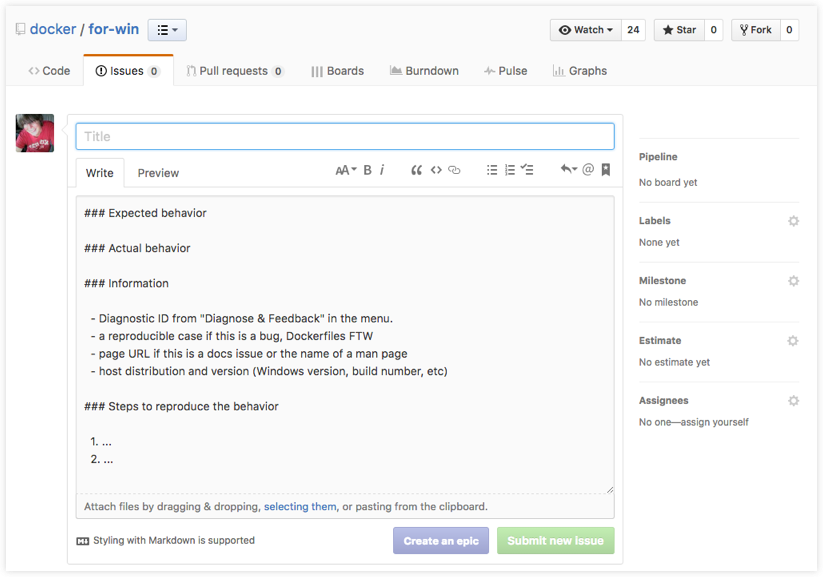 docker / for-win
Watch 24 Star 0 Fork 0
Code Issues 0 Pull requests 0 Boards Burndown Pulse Graphs
Title
Write Preview AA B i
### Expected behavior
### Actual behavior
### Information
- Diagnostic ID from "Diagnose & Feedback" in the menu.
- a reproducible case if this is a bug, Dockerfiles FTW
- page URL if this is a docs issue or the name of a man page
- host distribution and version (Windows version, build number, etc)
### Steps to reproduce the behavior
1. ...
2. ...
Attach files by dragging & dropping, selecting them, or pasting from the clipboard.
Styling with Markdown is supported
Create an epic Submit new issue
Pipeline
No board yet
Labels
None yet
Milestone
No milestone
Estimate
No estimate yet
Assignees
No one—assign yourself